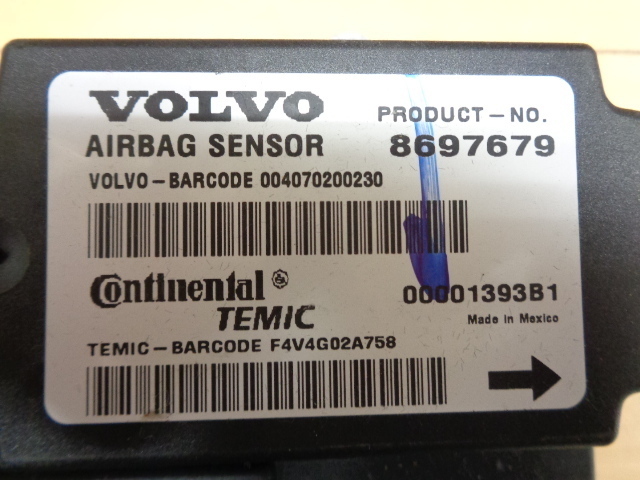 VOLVO PRODUCT-NO.
AIRBAG SENSOR 8697679
VOLVO-BARCODE 004070200230
Continental® 00001393B1
TEMIC Made in Mexico
TEMIC-BARCODE F4V4G02A758